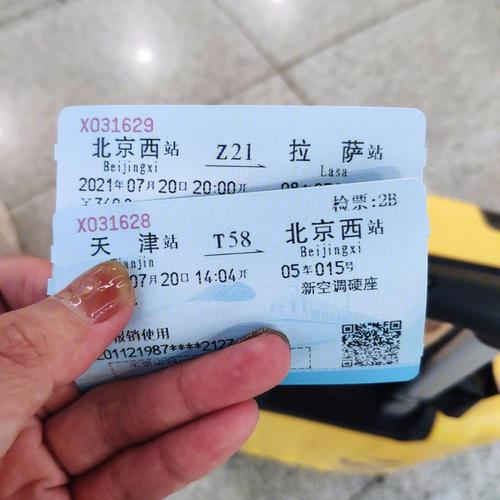 X031629
北京西站 Z21 拉萨站
Beijingxi Lasa
2021年07月20日 20:00开
检票:2B
X031628
天津站 T58 北京西站
Tianjin Beijingxi
07月20日 14:04开 05车015号
新空调硬座
报销使用
201121987****2127